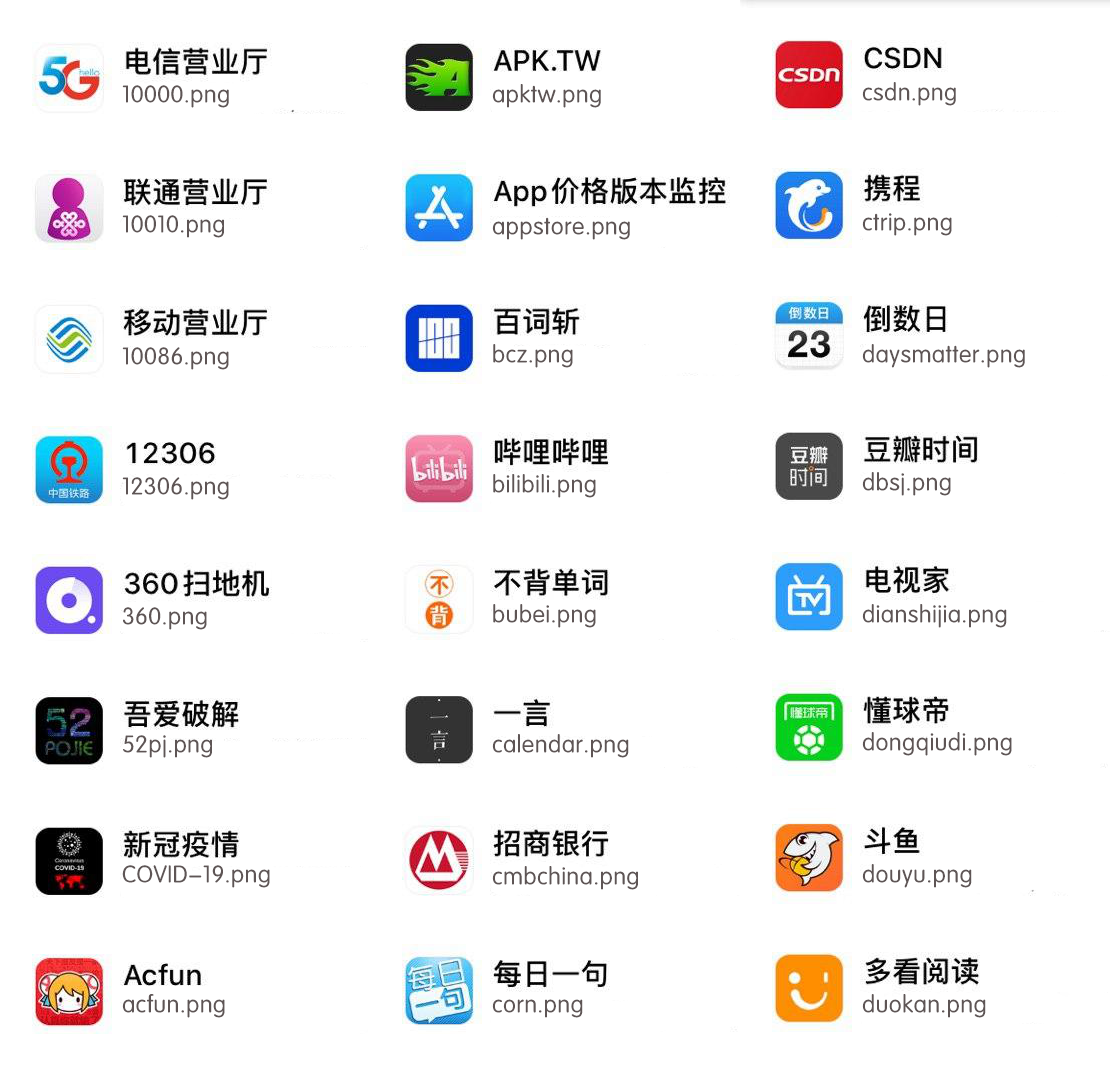 5G
hello
电信营业厅
10000.png
联通营业厅
10010.png
移动营业厅
10086.png
中国铁路
12306
12306.png
360扫地机
360.png
52
POJIE
吾爱破解
52pj.png
Coronavirus
COVID-19
新冠疫情
COVID-19.png
Acfun
acfun.png
A
APK.TW
apktw.png
App价格版本监控
appstore.png
100
百词斩
bcz.png
bilibili
哔哩哔哩
bilibili.png
不
背
不背单词
bubei.png
一
言
一言
calendar.png
招商银行
cmbchina.png
每日
一句
每日一句
corn.png
CSDN
CSDN
csdn.png
携程
ctrip.png
倒数日
23
倒数日
daysmatter.png
豆瓣
时间
豆瓣时间
dbsj.png
TV
电视家
dianshijia.png
懂球帝
懂球帝
dongqiudi.png
斗鱼
douyu.png
多看阅读
duokan.png